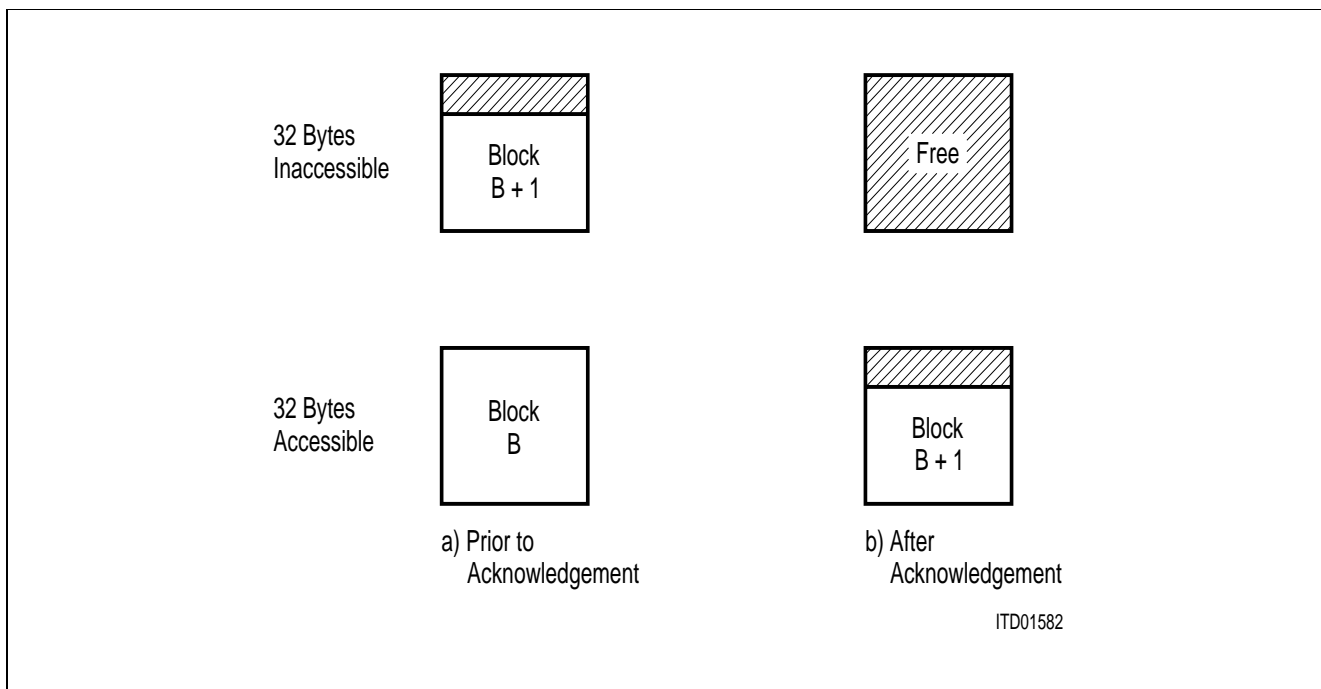 32 Bytes
Inaccessible
Block
B + 1
Free
32 Bytes
Accessible
Block
B
Block
B + 1
a) Prior to
Acknowledgement
b) After
Acknowledgement
ITD01582